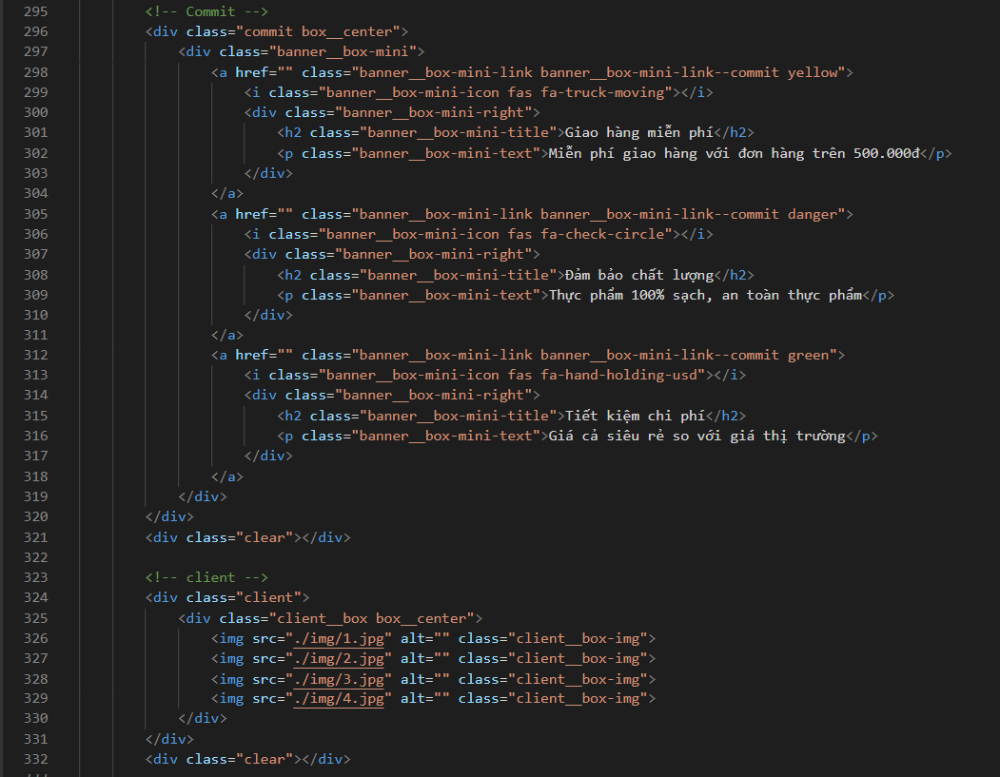 295 <!-- Commit -->
296 <div class="commit box__center">
297 <div class="banner__box-mini">
298 <a href="" class="banner__box-mini-link banner__box-mini-link--commit yellow">
299 <i class="banner__box-mini-icon fas fa-truck-moving"></i>
300 <div class="banner__box-mini-right">
301 <h2 class="banner__box-mini-title">Giao hàng miễn phí</h2>
302 <p class="banner__box-mini-text">Miễn phí giao hàng với đơn hàng trên 500.000đ</p>
303 </div>
304 </a>
305 <a href="" class="banner__box-mini-link banner__box-mini-link--commit danger">
306 <i class="banner__box-mini-icon fas fa-check-circle"></i>
307 <div class="banner__box-mini-right">
308 <h2 class="banner__box-mini-title">Đảm bảo chất lượng</h2>
309 <p class="banner__box-mini-text">Thực phẩm 100% sạch, an toàn thực phẩm</p>
310 </div>
311 </a>
312 <a href="" class="banner__box-mini-link banner__box-mini-link--commit green">
313 <i class="banner__box-mini-icon fas fa-hand-holding-usd"></i>
314 <div class="banner__box-mini-right">
315 <h2 class="banner__box-mini-title">Tiết kiệm chi phí</h2>
316 <p class="banner__box-mini-text">Giá cả siêu rẻ so với giá thị trường</p>
317 </div>
318 </a>
319 </div>
320 </div>
321 <div class="clear"></div>
322
323 <!-- client -->
324 <div class="client">
325 <div class="client__box box__center">
326 <img src="./img/1.jpg" alt="" class="client__box-img">
327 <img src="./img/2.jpg" alt="" class="client__box-img">
328 <img src="./img/3.jpg" alt="" class="client__box-img">
329 <img src="./img/4.jpg" alt="" class="client__box-img">
330 </div>
331 </div>
332 <div class="clear"></div>